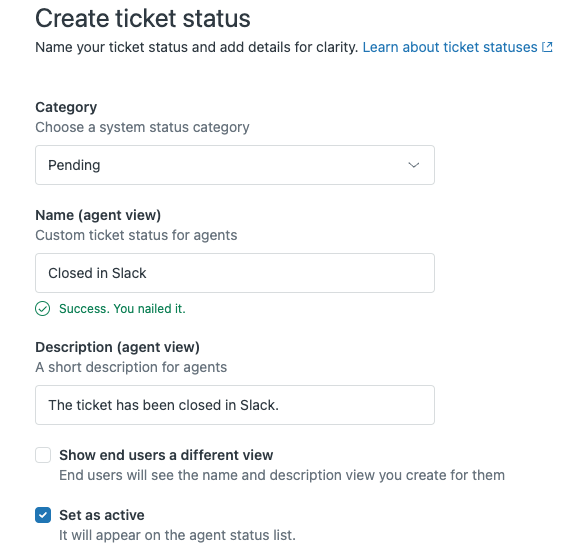 Create ticket status
Name your ticket status and add details for clarity. Learn about ticket statuses
Category
Choose a system status category
Pending
Name (agent view)
Custom ticket status for agents
Closed in Slack
Success. You nailed it.
Description (agent view)
A short description for agents
The ticket has been closed in Slack.
Show end users a different view
End users will see the name and description view you create for them
Set as active
It will appear on the agent status list.